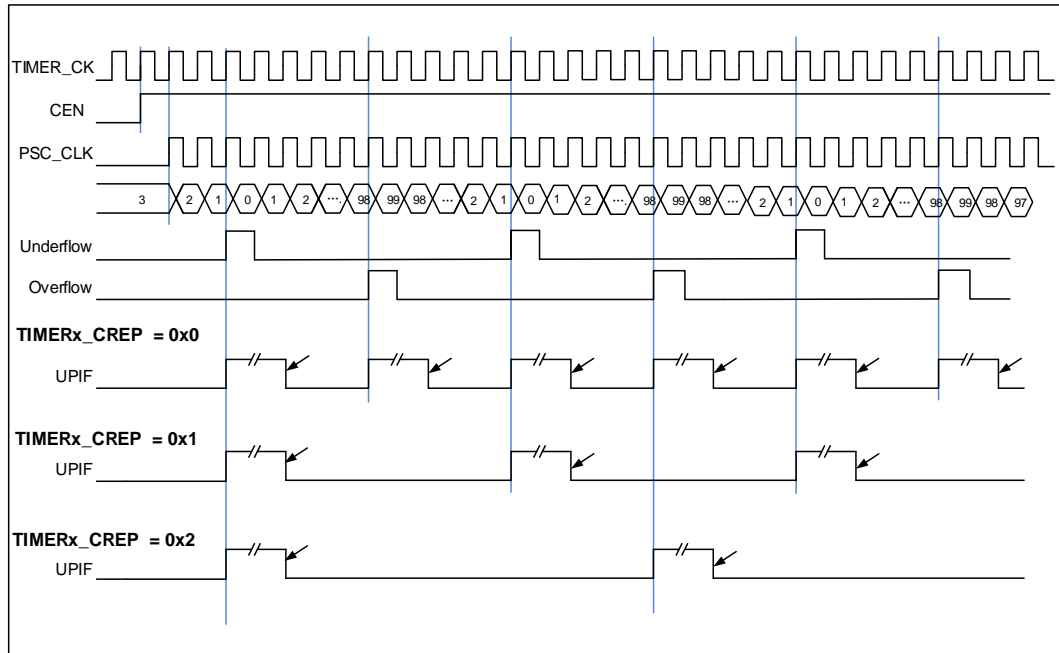 TIMER_CK
CEN
PSC_CLK
3 2 1 0 1 2 .... 98 99 98 ... 2 1 0 1 2 .... 98 99 98 ... 2 1 0 1 2 ... 98 99 98 97
Underflow
Overflow
TIMERx_CREP = 0x0
UPIF
TIMERx_CREP = 0x1
UPIF
TIMERx_CREP = 0x2
UPIF